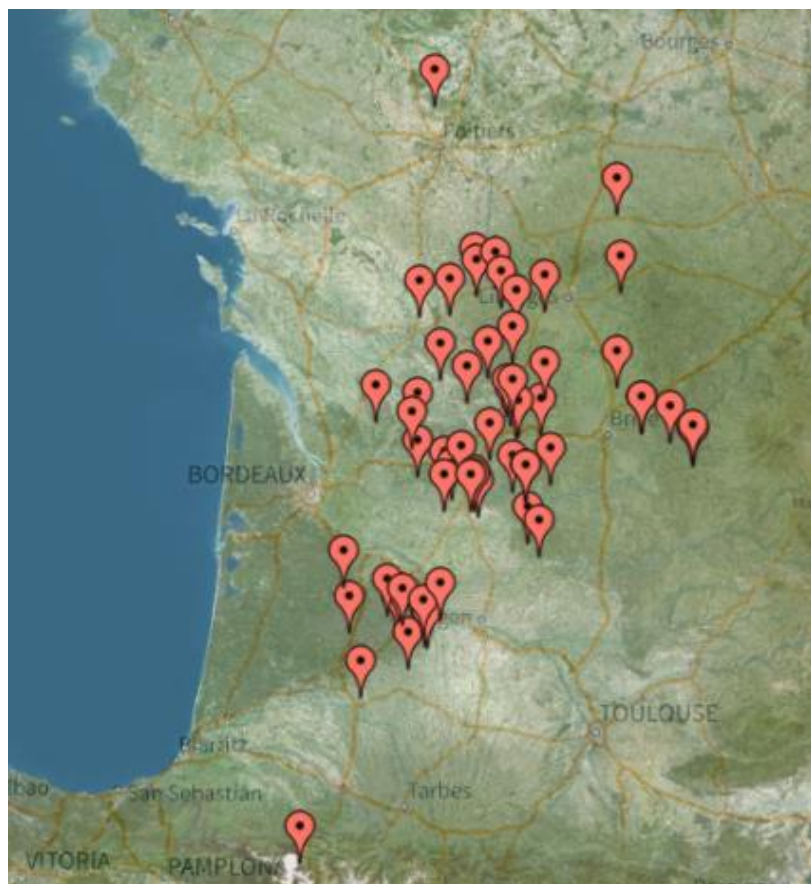 Bourges
Poitiers
La Rochelle
BORDEAUX
TOULOUSE
Biarritz
San Sebastián
Tarbes
VITORIA
PAMPLONA